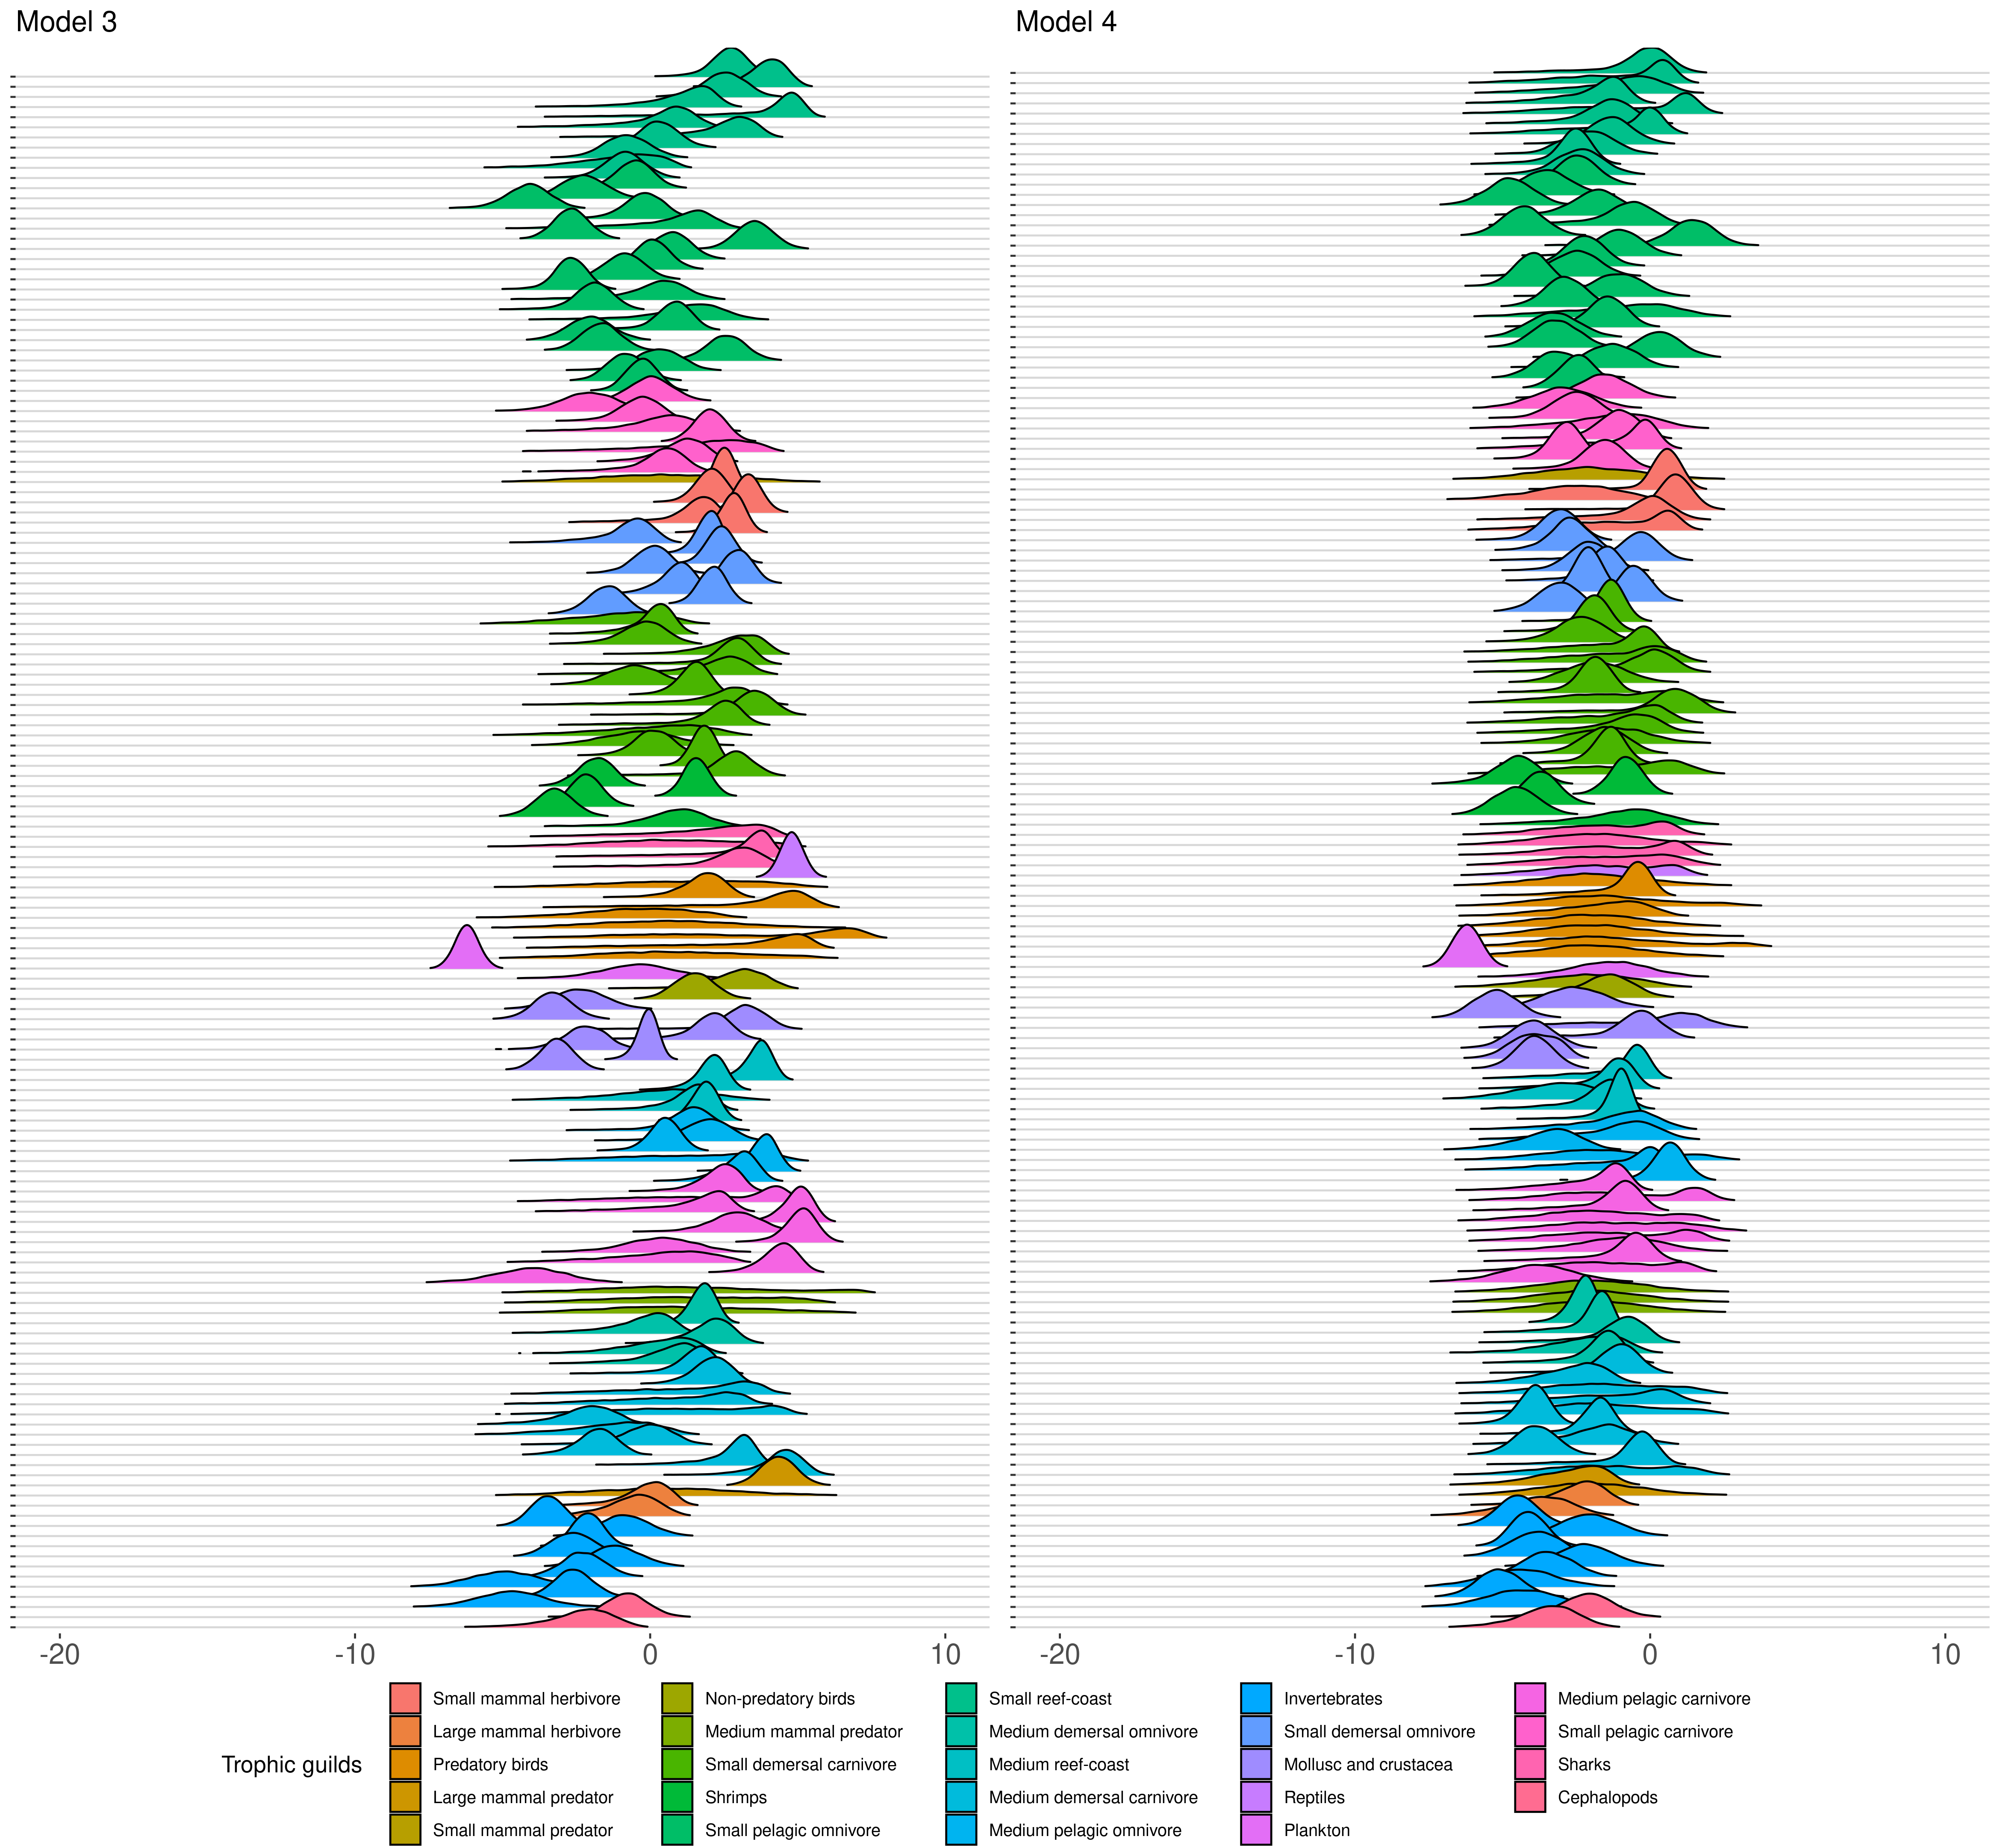 Model 3
Model 4
-20 -10 0 10
-20 -10 0 10
Trophic guilds
Small mammal herbivore
Large mammal herbivore
Predatory birds
Large mammal predator
Small mammal predator
Non-predatory birds
Medium mammal predator
Small demersal carnivore
Shrimps
Small pelagic omnivore
Small reef-coast
Medium demersal omnivore
Medium reef-coast
Medium demersal carnivore
Medium pelagic omnivore
Invertebrates
Small demersal omnivore
Mollusc and crustacea
Reptiles
Plankton
Medium pelagic carnivore
Small pelagic carnivore
Sharks
Cephalopods